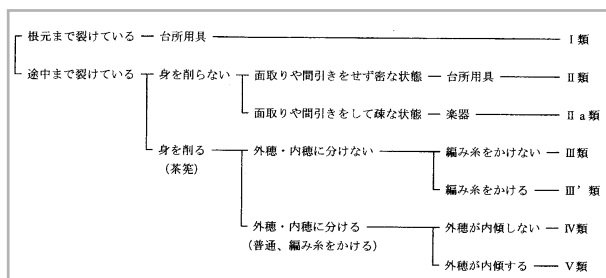 根元まで裂けている 台所用具 Ⅰ類
途中まで裂けている 身を削らない 面取りや間引きをせず密な状態 台所用具 Ⅱ類
面取りや間引きをして疎な状態 楽器 Ⅱa類
身を削る 外穂・内穂に分けない 編み糸をかけない Ⅲ類
(茶筅)
編み糸をかける Ⅲ'類
外穂・内穂に分ける 外穂が内傾しない Ⅳ類
(普通、編み糸をかける)
外穂が内傾する Ⅴ類